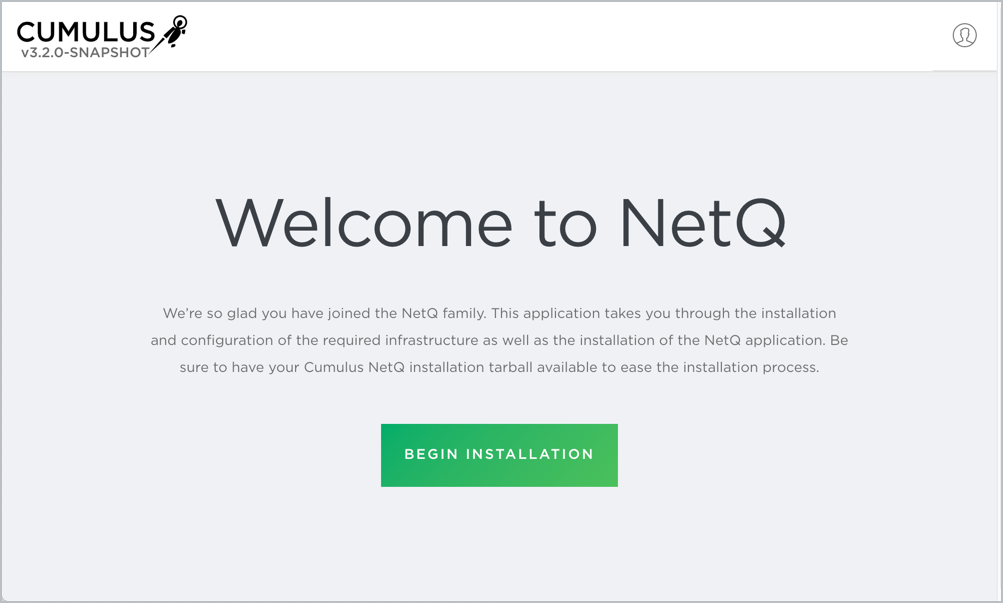 CUMULUS
v3.2.0-SNAPSHOT
Welcome to NetQ
We're so glad you have joined the NetQ family. This application takes you through the installation
and configuration of the required infrastructure as well as the installation of the NetQ application. Be
sure to have your Cumulus NetQ installation tarball available to ease the installation process.
BEGIN INSTALLATION